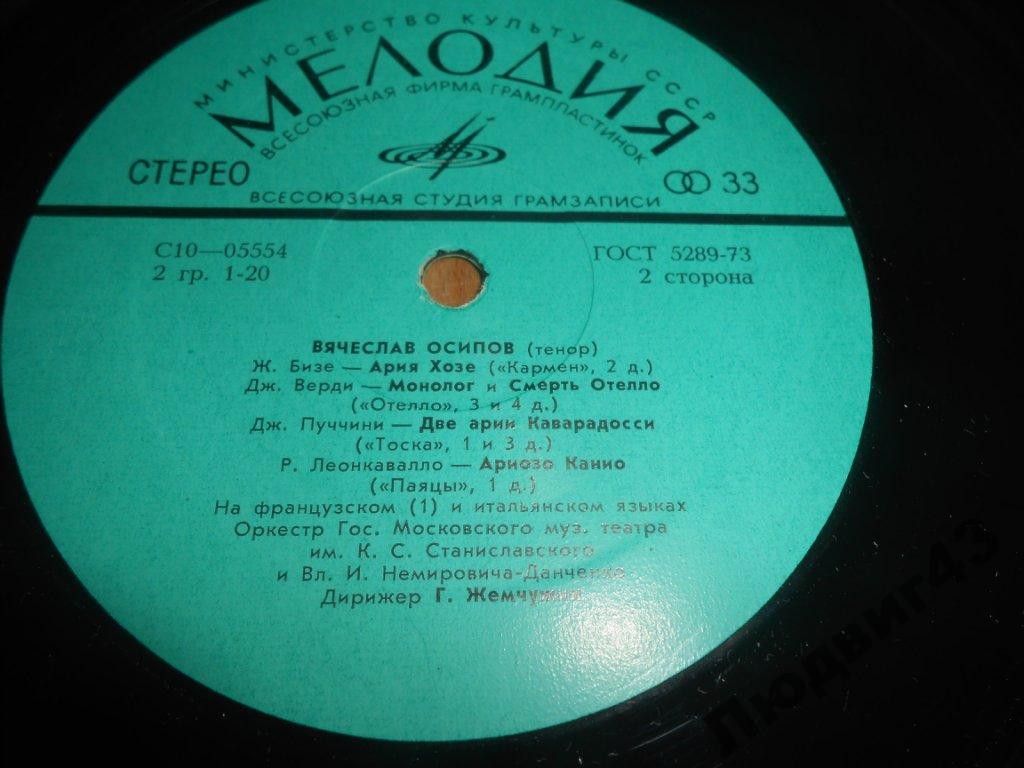 МИНИСТЕРСТВО КУЛЬТУРЫ СССР
МЕЛОДИЯ
ВСЕСОЮЗНАЯ ФИРМА ГРАМПЛАСТИНОК
СТЕРЕО
33
ВСЕСОЮЗНАЯ СТУДИЯ ГРАМЗАПИСИ
С10—05554
ГОСТ 5289-73
2 гр. 1-20
2 сторона
ВЯЧЕСЛАВ ОСИПОВ (тенор)
Ж. Бизе — Ария Хозе («Кармен», 2 д.)
Дж. Верди — Монолог и Смерть Отелло
(«Отелло», 3 и 4 д.)
Дж. Пуччини — Две арии Каварадосси
(«Тоска», 1 и 3 д.)
Р. Леонкавалло — Ариозо Канио
(«Паяцы», 1 д.)
На французском (1) и итальянском языках
Оркестр Гос. Московского муз. театра
им. К. С. Станиславского
и Вл. И. Немировича-Данченко
Дирижер Г. Жемчужин
Людвиг43